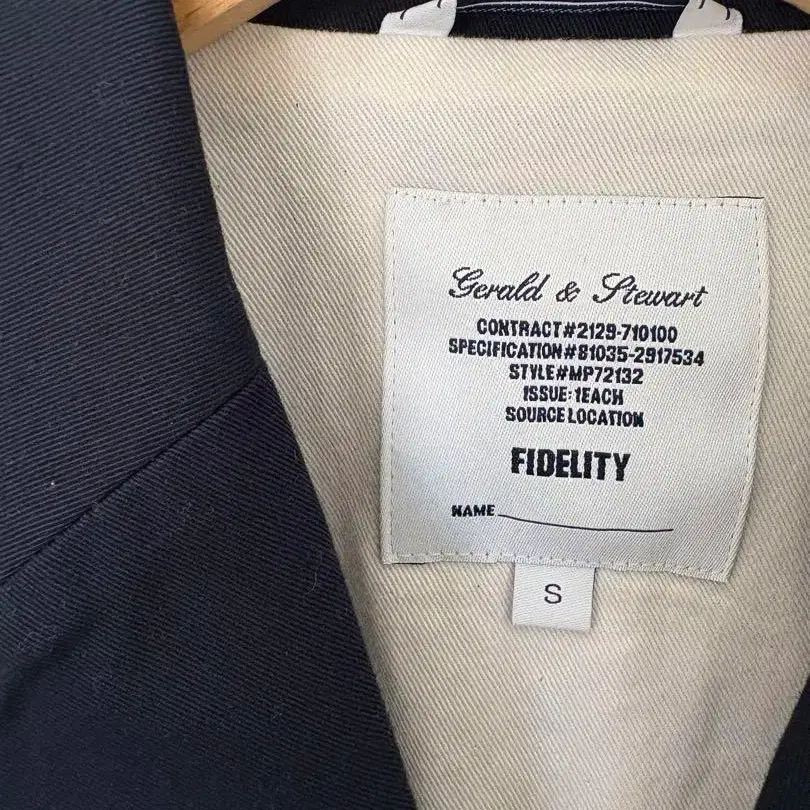 Gerald & Stewart
CONTRACT#2129-710100
SPECIFICATION#81035-2917534
STYLE#MP72132
ISSUE:1EACH
SOURCE LOCATION
FIDELITY
NAME
S